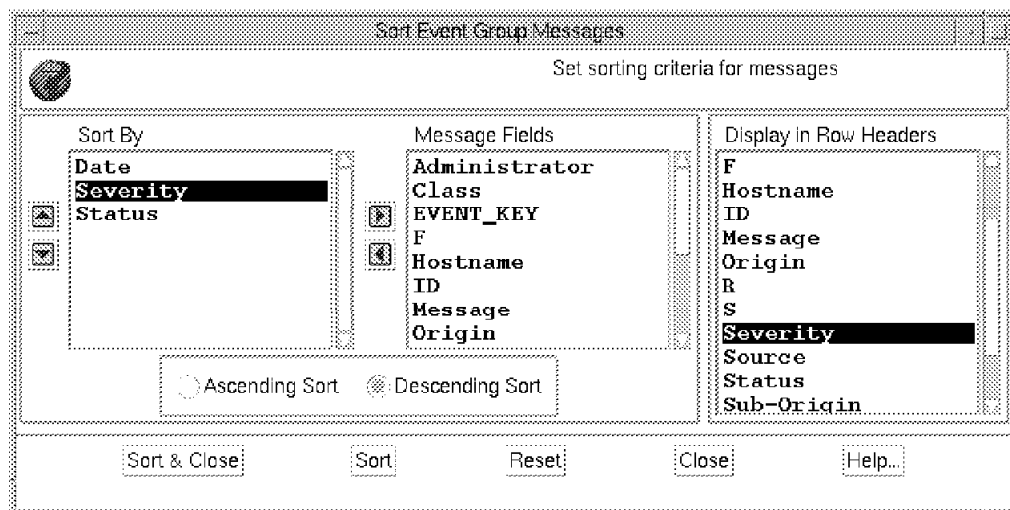 Sort Event Group Messages
Set sorting criteria for messages
Sort By
Date
Severity
Status
Message Fields
Administrator
Class
EVENT_KEY
F
Hostname
ID
Message
Origin
Display in Row Headers
F
Hostname
ID
Message
Origin
R
S
Severity
Source
Status
Sub-Origin
Ascending Sort
Descending Sort
Sort & Close
Sort
Reset
Close
Help...